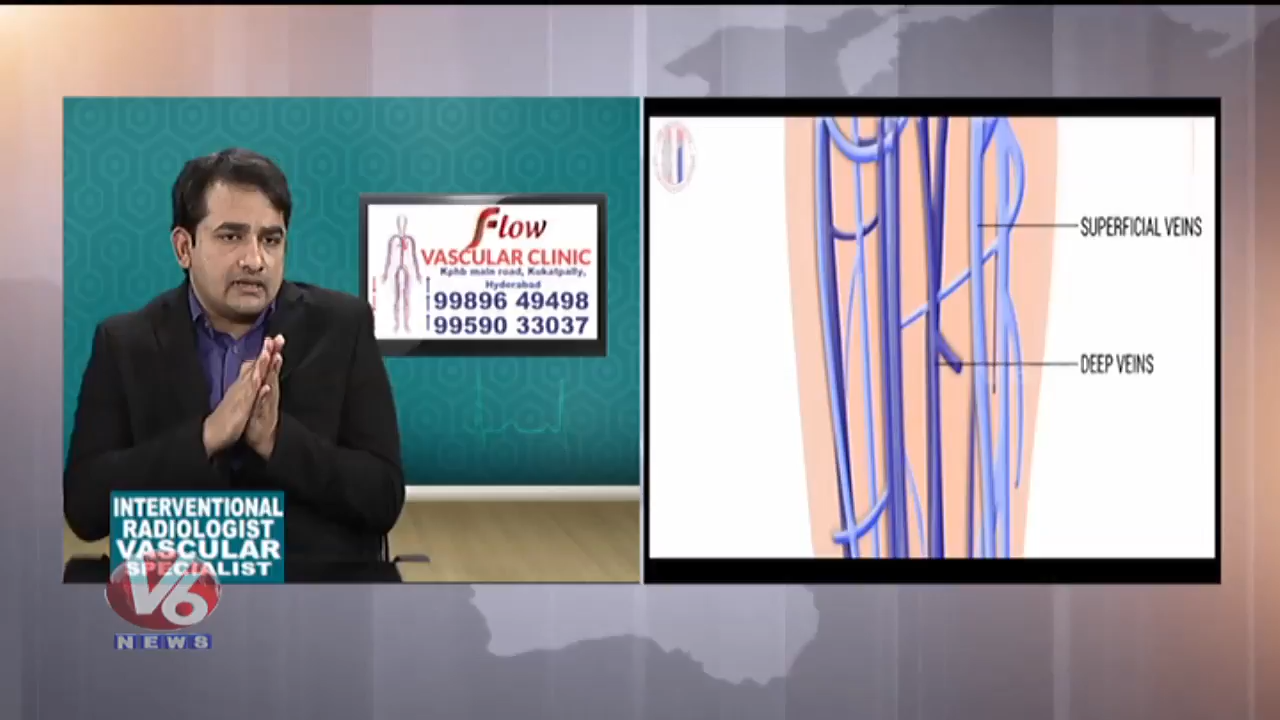 Flow
VASCULAR CLINIC
Kphb main road, Kukatpally,
Hyderabad
99896 49498
99590 33037
INTERVENTIONAL
RADIOLOGIST
VASCULAR
SPECIALIST
V6
NEWS
SUPERFICIAL VEINS
DEEP VEINS